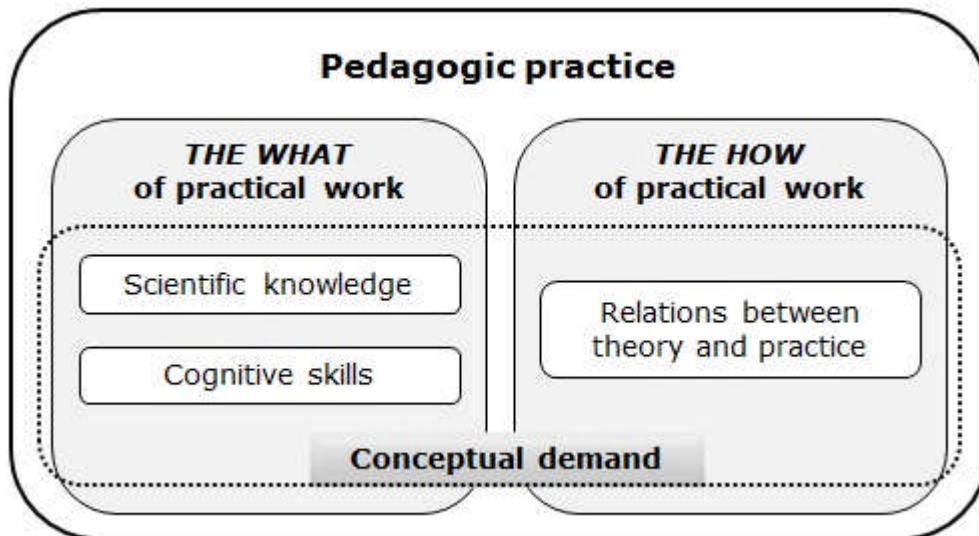 Pedagogic practice
THE WHAT
of practical work
Scientific knowledge
Cognitive skills
THE HOW
of practical work
Relations between
theory and practice
Conceptual demand